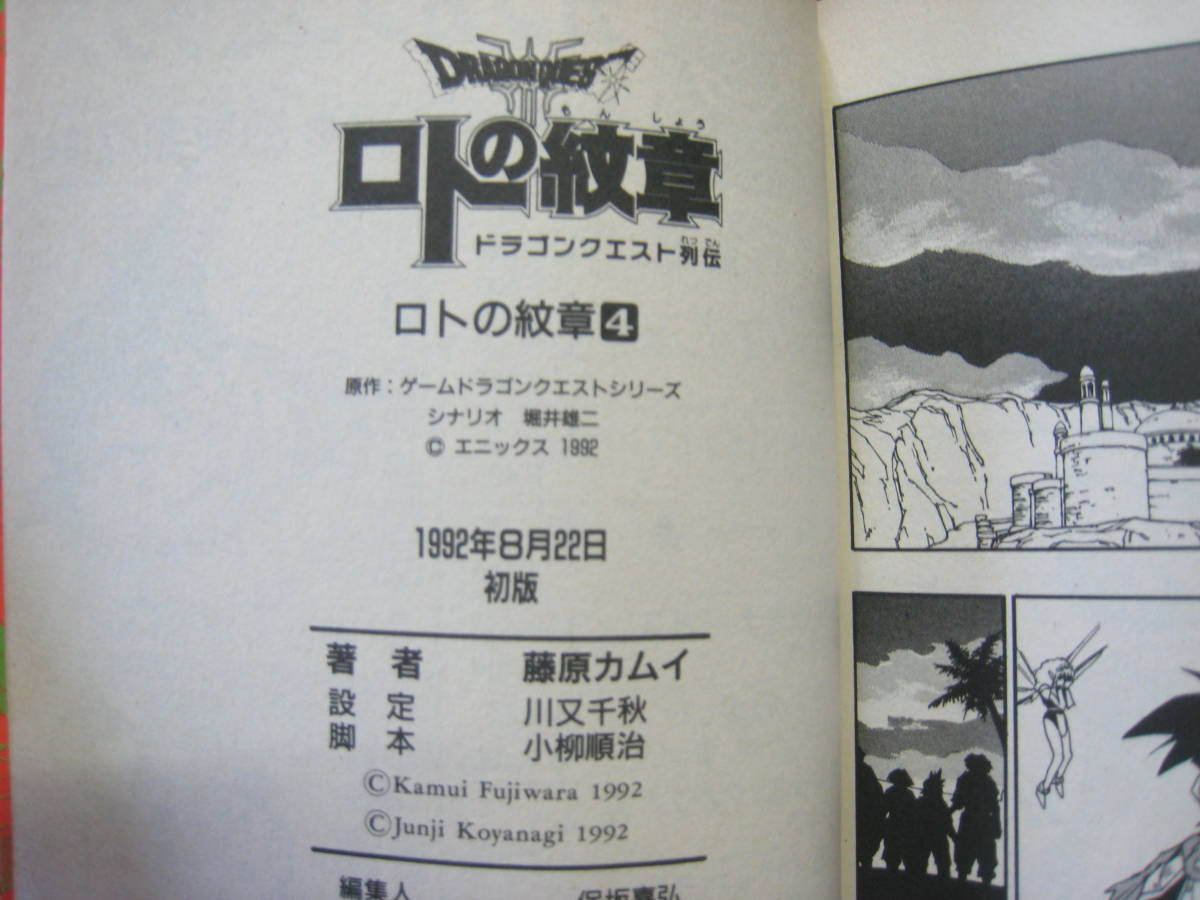 DRAGON QUEST
もんしょう
ロトの紋章
れつでん
ドラゴンクエスト列伝
ロトの紋章4
原作：ゲームドラゴンクエストシリーズ
シナリオ 堀井雄二
© エニックス 1992
1992年8月22日
初版
著者 藤原カムイ
設定 川又千秋
脚本 小柳順治
©Kamui Fujiwara 1992
©Junji Koyanagi 1992
編集人 保坂嘉弘